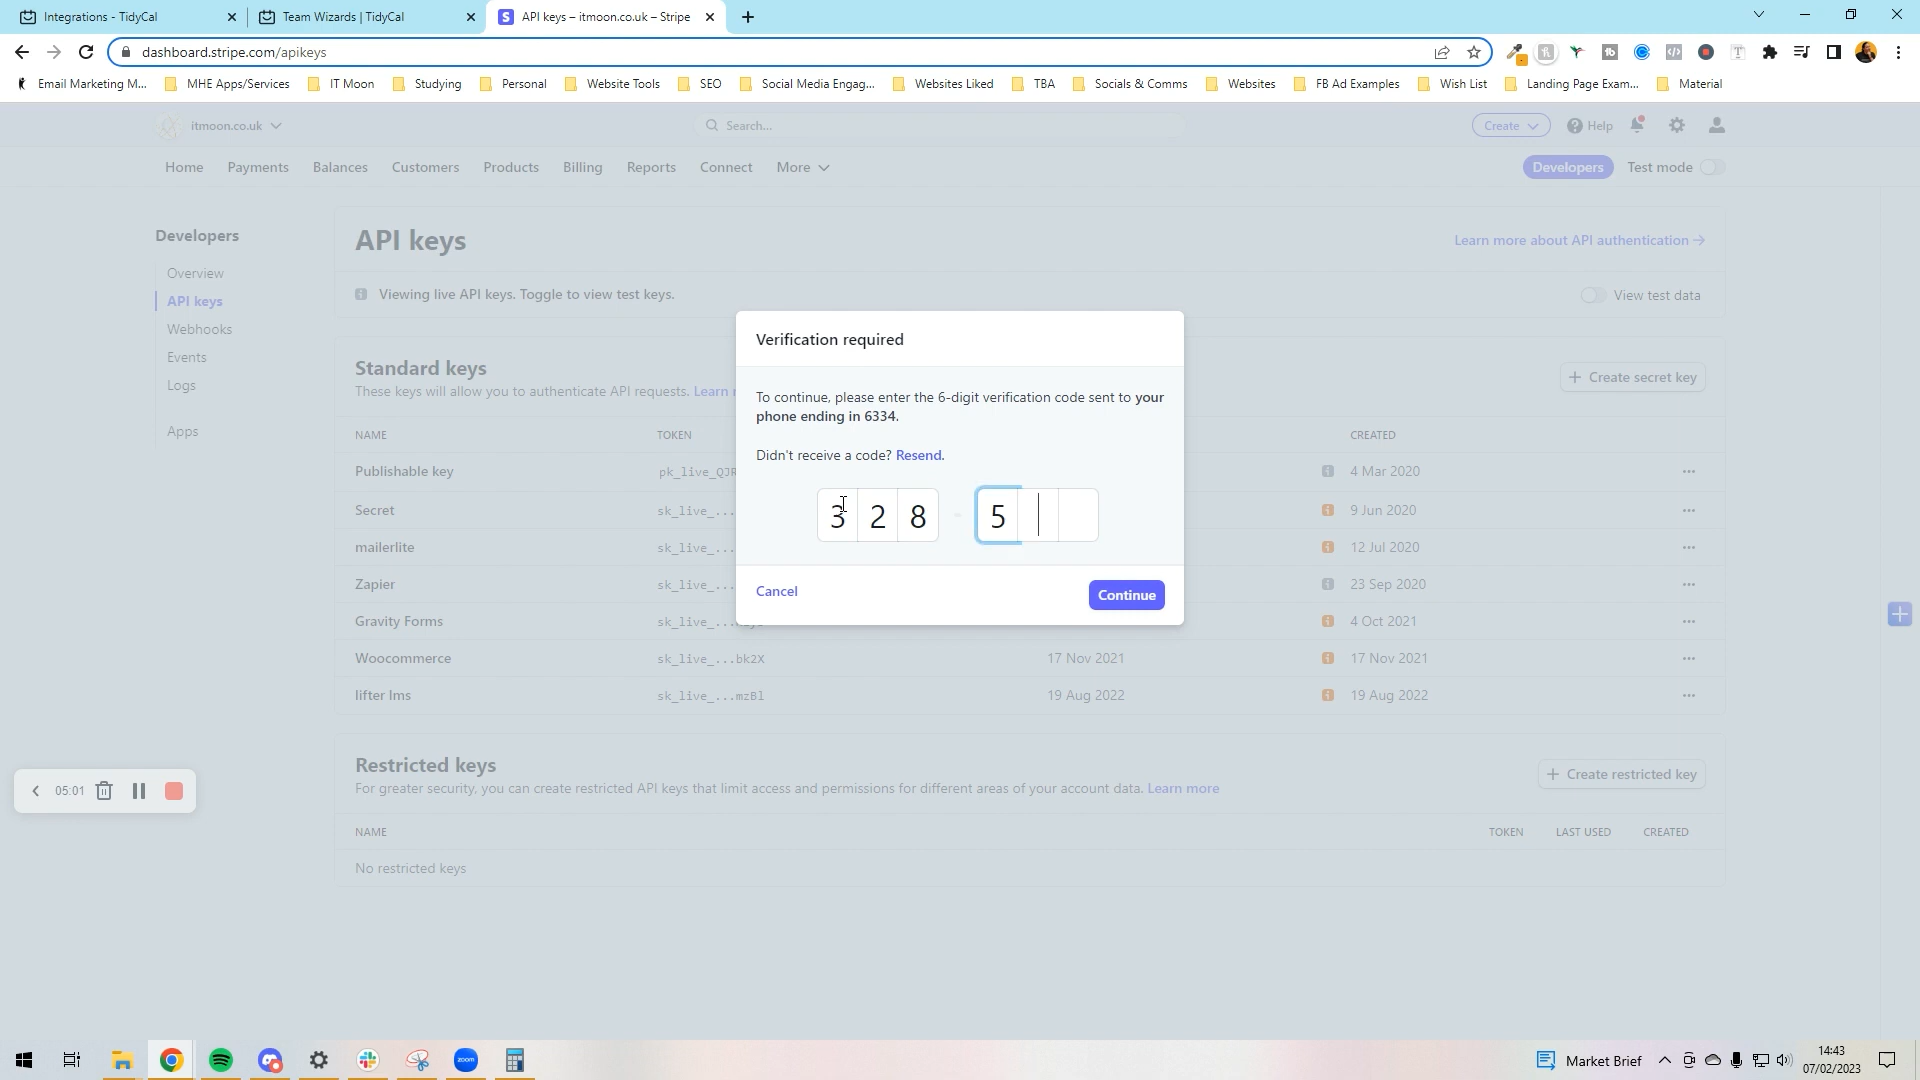 Integrations - TidyCal
Team Wizards | TidyCal
API keys – itmoon.co.uk – Stripe
dashboard.stripe.com/apikeys
Email Marketing M...
MHE Apps/Services
IT Moon
Studying
Personal
Website Tools
SEO
Social Media Engag...
Websites Liked
TBA
Socials & Comms
Websites
FB Ad Examples
Wish List
Landing Page Exam...
Material
itmoon.co.uk
Search...
Create
Help
Home
Payments
Balances
Customers
Products
Billing
Reports
Connect
More
Developers
Test mode
Developers
Overview
API keys
Webhooks
Events
Logs
Apps
API keys
Learn more about API authentication →
Viewing live API keys. Toggle to view test keys.
View test data
Standard keys
These keys will allow you to authenticate API requests. Learn
+ Create secret key
NAME
TOKEN
CREATED
Publishable key
pk_live_QJR
4 Mar 2020
Secret
sk_live_...
9 Jun 2020
mailerlite
sk_live_...
12 Jul 2020
Zapier
sk_live_...
23 Sep 2020
Gravity Forms
sk_live_...
4 Oct 2021
Woocommerce
sk_live_...bk2X
17 Nov 2021
17 Nov 2021
lifter lms
sk_live_...mzBl
19 Aug 2022
19 Aug 2022
Verification required
To continue, please enter the 6-digit verification code sent to your
phone ending in 6334.
Didn't receive a code? Resend.
3 2 8 - 5
Cancel
Continue
Restricted keys
For greater security, you can create restricted API keys that limit access and permissions for different areas of your account data. Learn more
+ Create restricted key
NAME
TOKEN
LAST USED
CREATED
No restricted keys
05:01
zoom
Market Brief
14:43
07/02/2023